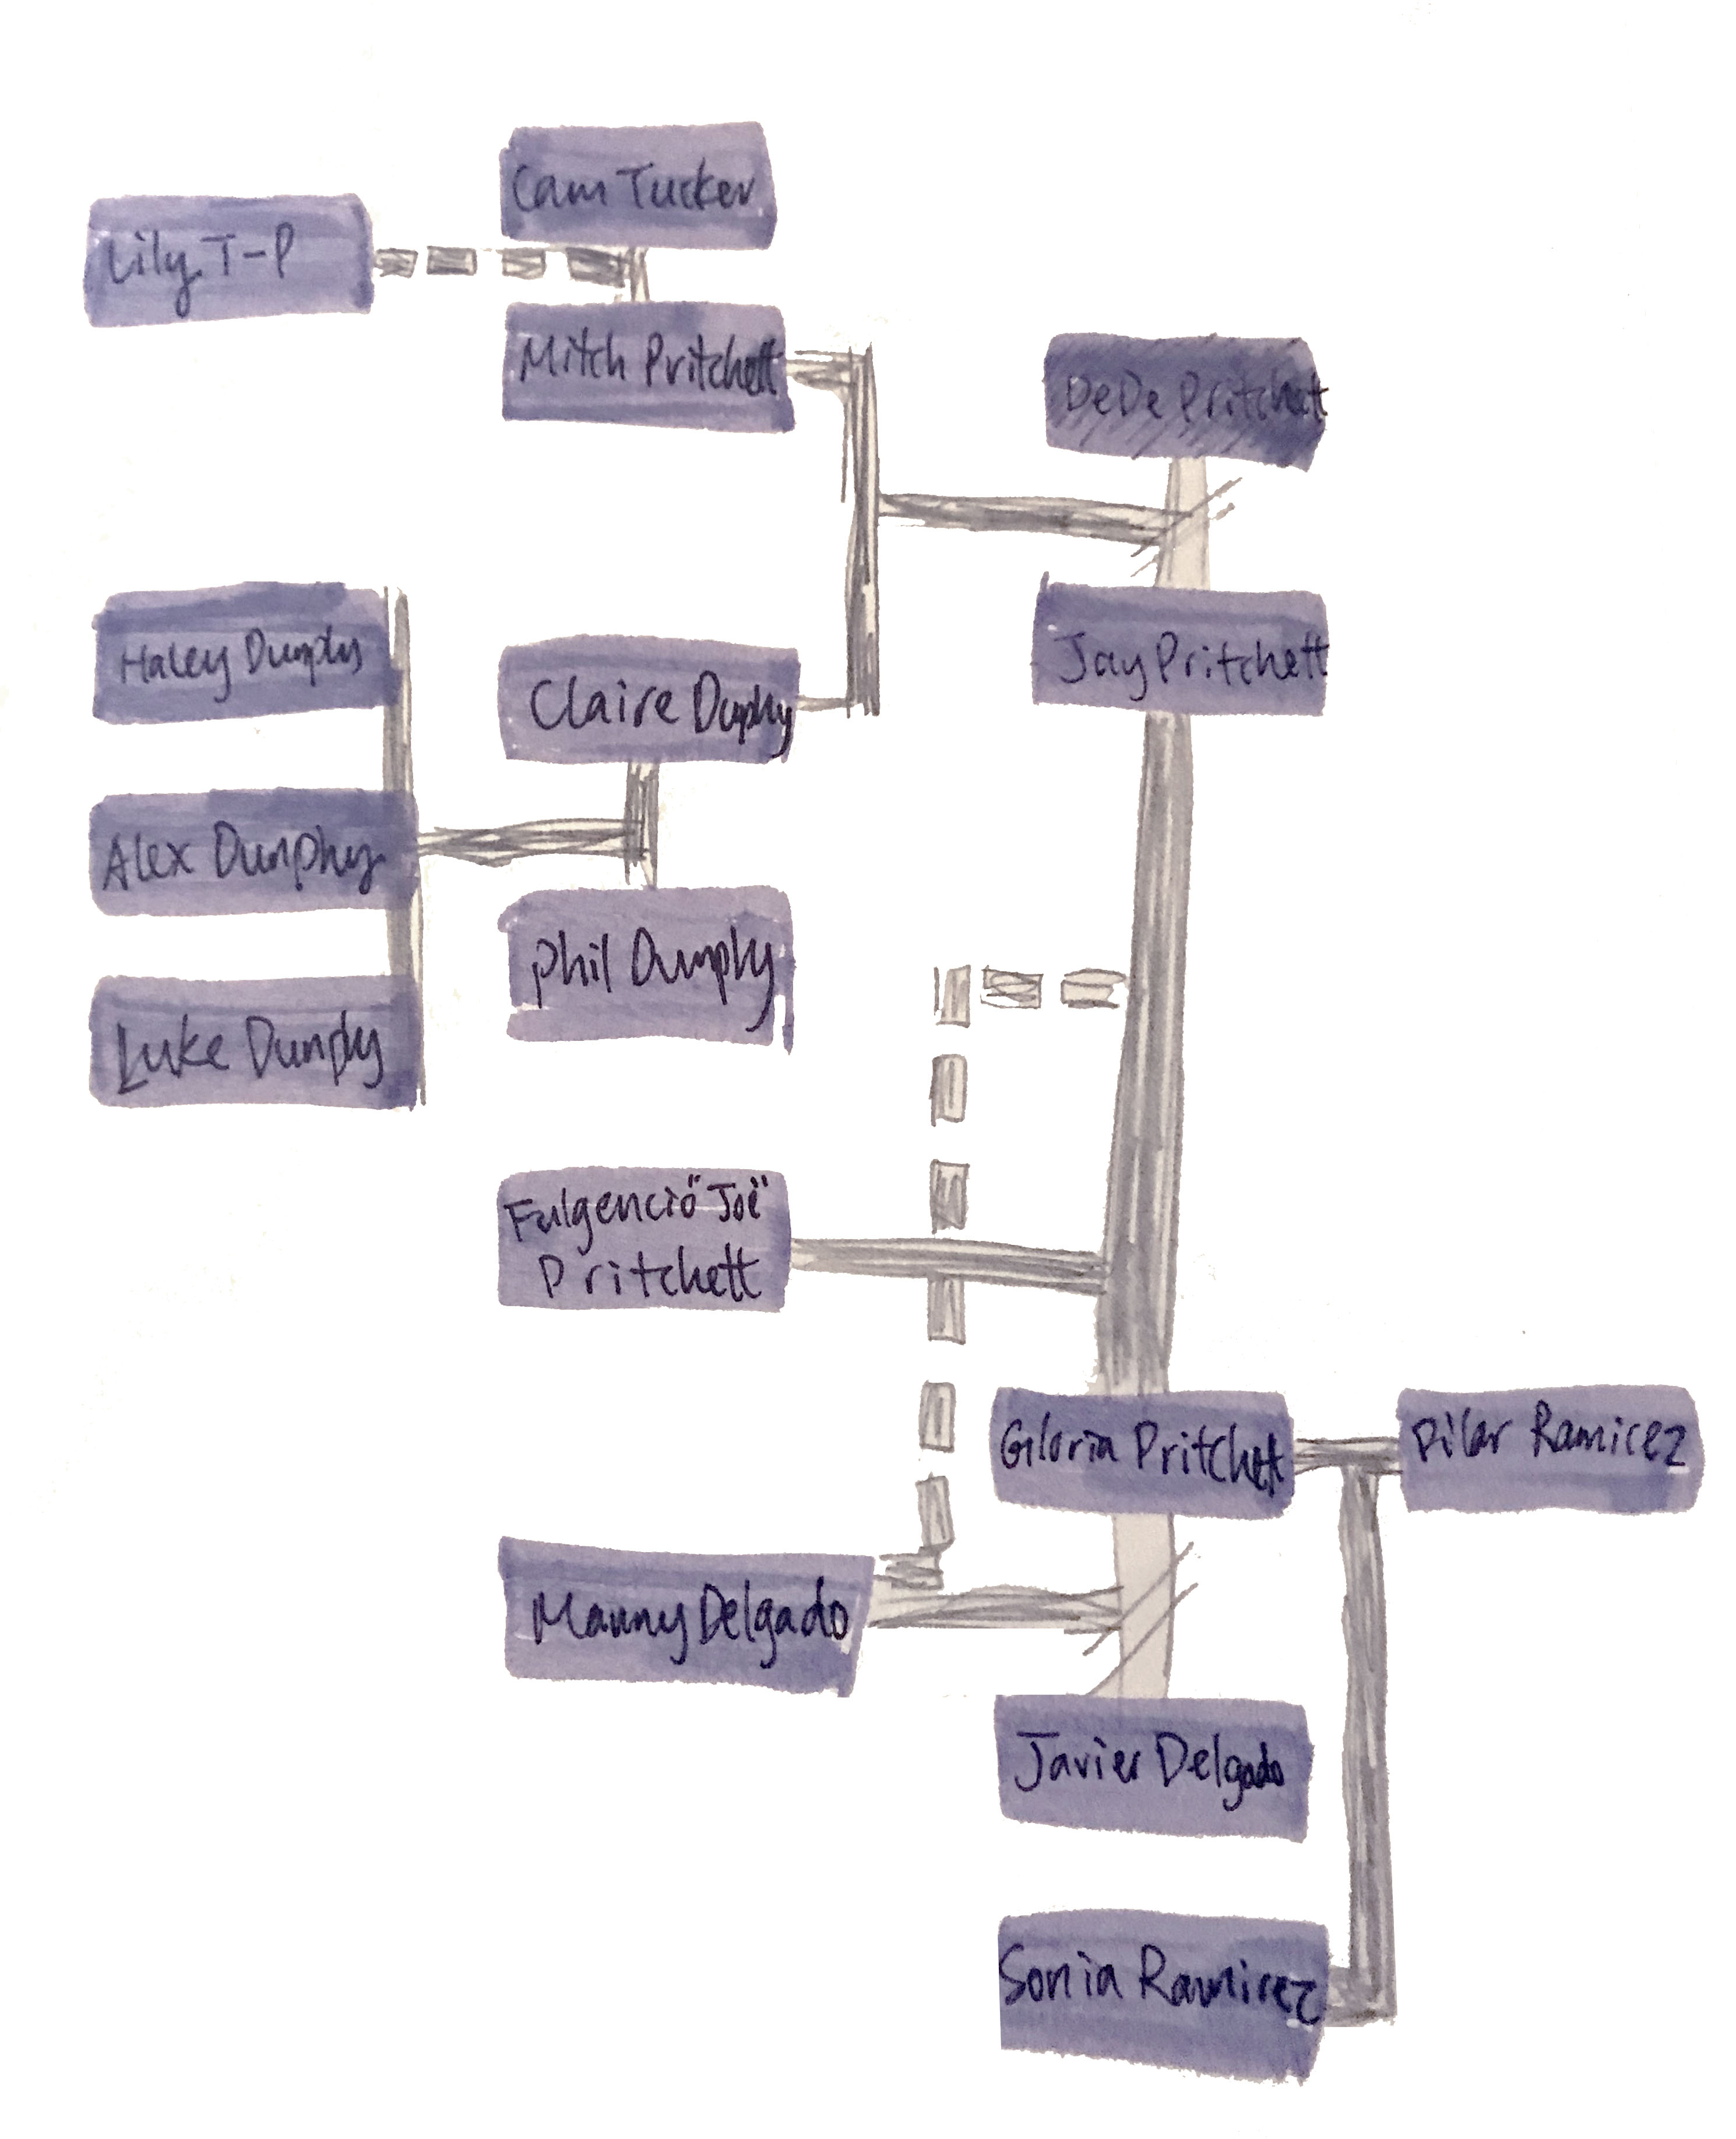 Cam Tucker
Lily T-P
Mitch Pritchett
DeDe Pritchett
Haley Dunphy
Claire Dunphy
Jay Pritchett
Alex Dunphy
Phil Dunphy
Luke Dunphy
Fulgencio "Joe"
Pritchett
Gloria Pritchett
Pilar Ramirez
Manny Delgado
Javier Delgado
Sonia Ramirez